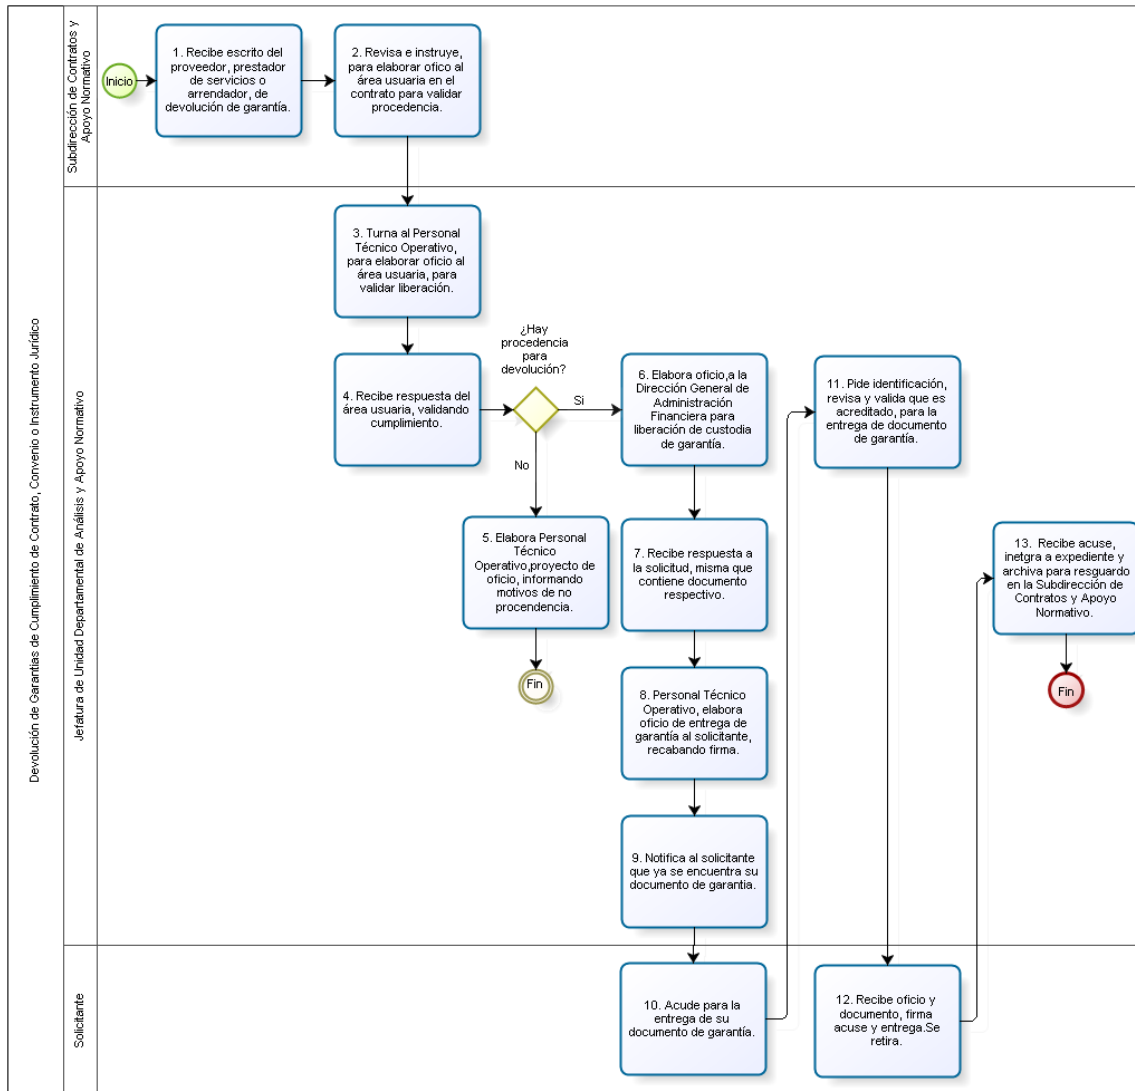 Devolución de Garantías de Cumplimiento de Contrato, Convenio o Instrumento Jurídico
Subdirección de Contratos y
Apoyo Normativo
Inicio
1. Recibe escrito del
proveedor, prestador
de servicios o
arrendador, de
devolución de garantía.
2. Revisa e instruye,
para elaborar ofico al
área usuaria en el
contrato para validar
procedencia.
Jefatura de Unidad Departamental de Análisis y Apoyo Normativo
3. Turna al Personal
Técnico Operativo,
para elaborar oficio al
área usuaria, para
validar liberación.
4. Recibe respuesta del
área usuaria, validando
cumplimiento.
¿Hay
procedencia
para
devolución?
Si
No
5. Elabora Personal
Técnico
Operativo,proyecto de
oficio, informando
motivos de no
procendencia.
Fin
6. Elabora oficio,a la
Dirección General de
Administración
Financiera para
liberación de custodia
de garantía.
7. Recibe respuesta a
la solicitud, misma que
contiene documento
respectivo.
8. Personal Técnico
Operativo, elabora
oficio de entrega de
garantía al solicitante,
recabando firma.
9. Notifica al solicitante
que ya se encuentra su
documento de garantia.
11. Pide identificación,
revisa y valida que es
acreditado, para la
entrega de documento
de garantía.
13. Recibe acuse,
inetgra a expediente y
archiva para resguardo
en la Subdirección de
Contratos y Apoyo
Normativo.
Fin
Solicitante
10. Acude para la
entrega de su
documento de garantía.
12. Recibe oficio y
documento, firma
acuse y entrega.Se
retira.